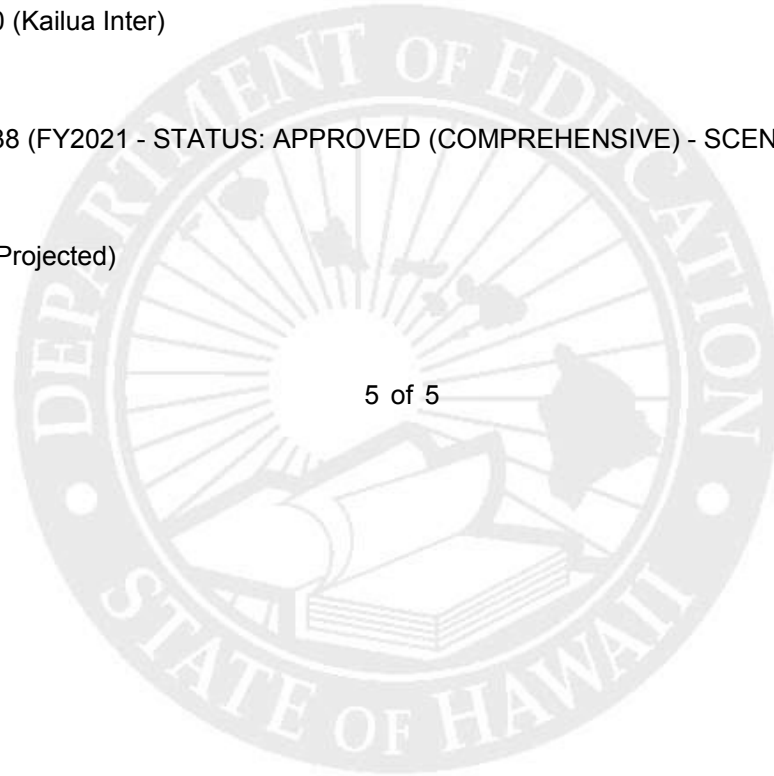 0 (Kailua Inter)
38 (FY2021 - STATUS: APPROVED (COMPREHENSIVE) - SCEN
Projected)
5 of 5
DEPARTMENT OF EDUCATION
STATE OF HAWAII